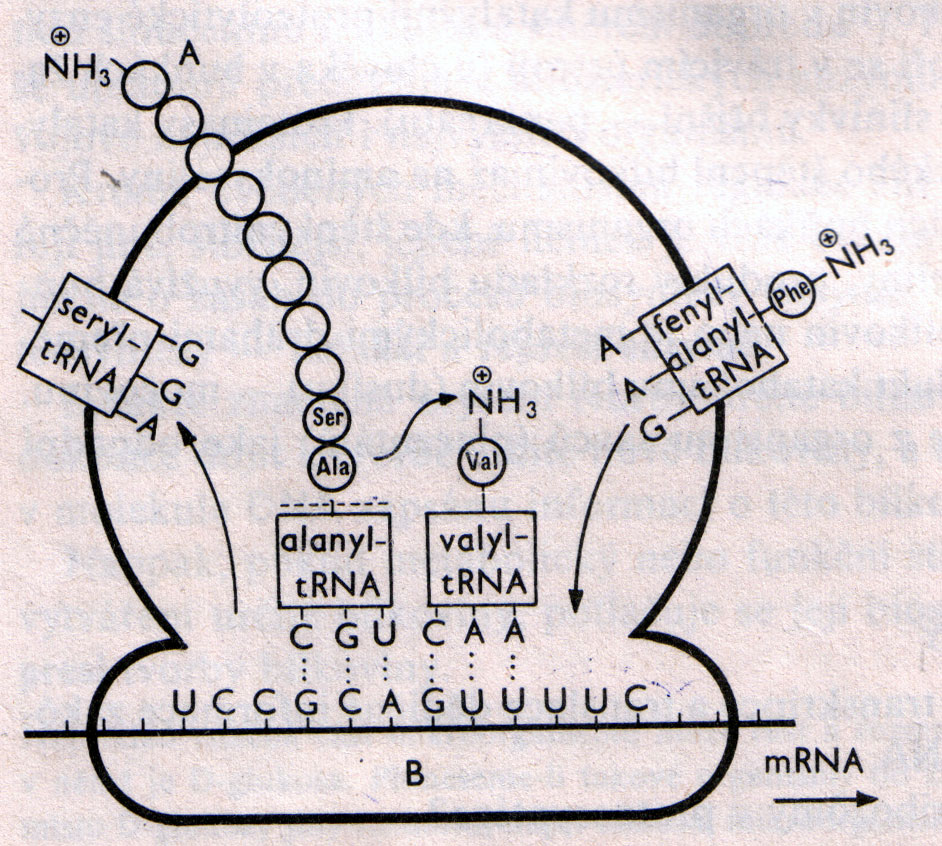 ⊕
NH3
A
seryl-
tRNA
G
G
A
Ser
Ala
⊕
NH3
Val
fenyl-
alanyl-
tRNA
A
A
G
Phe
⊕
NH3
alanyl-
tRNA
valyl-
tRNA
C G U C A A
U C C G C A G U U U U C
B
mRNA